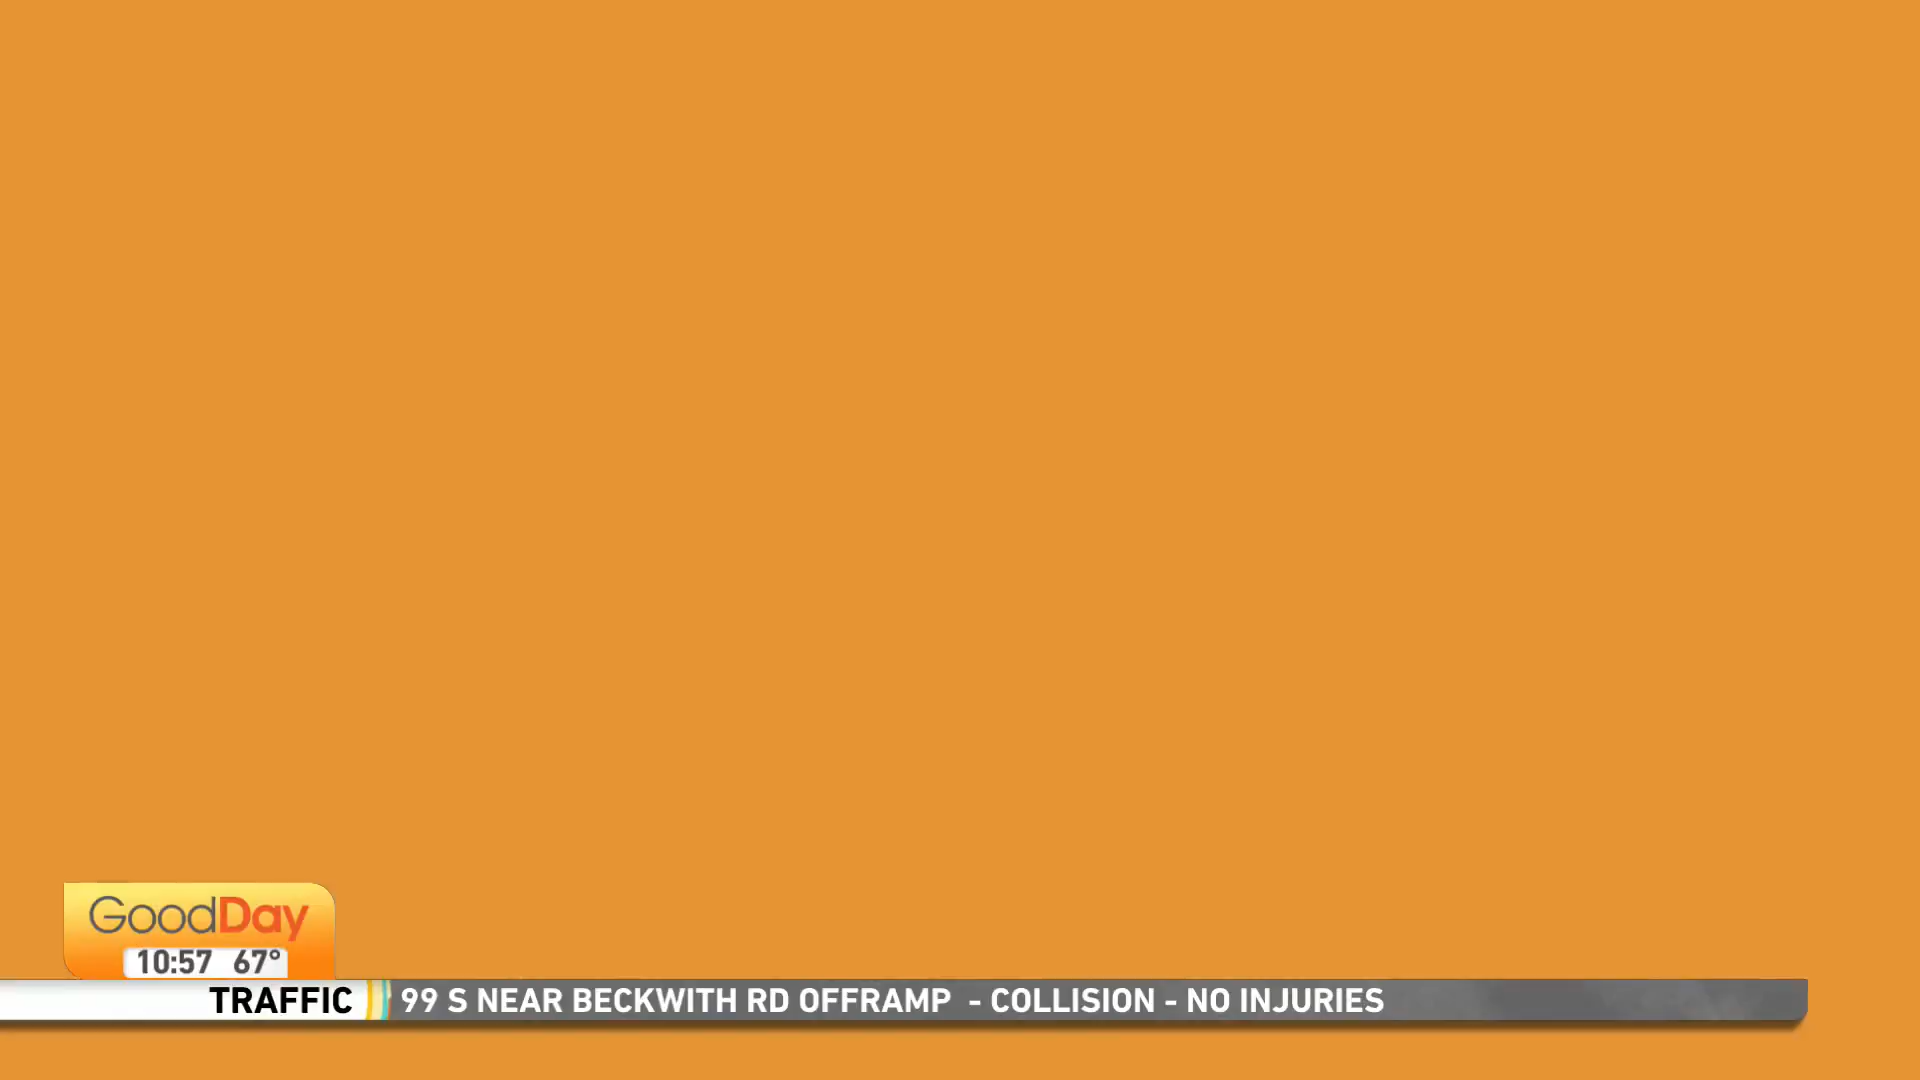 GoodDay
10:57 67°
TRAFFIC 99 S NEAR BECKWITH RD OFFRAMP - COLLISION - NO INJURIES